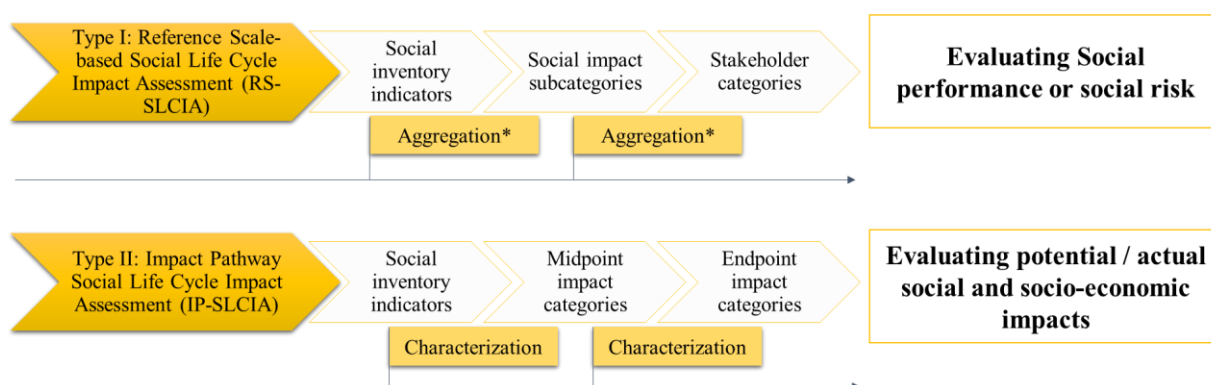 Type I: Reference Scale-
based Social Life Cycle
Impact Assessment (RS-
SLCIA)
Social
inventory
indicators
Social impact
subcategories
Stakeholder
categories
Evaluating Social
performance or social risk
Aggregation*
Aggregation*
Type II: Impact Pathway
Social Life Cycle Impact
Assessment (IP-SLCIA)
Social
inventory
indicators
Midpoint
impact
categories
Endpoint
impact
categories
Evaluating potential / actual
social and socio-economic
impacts
Characterization
Characterization